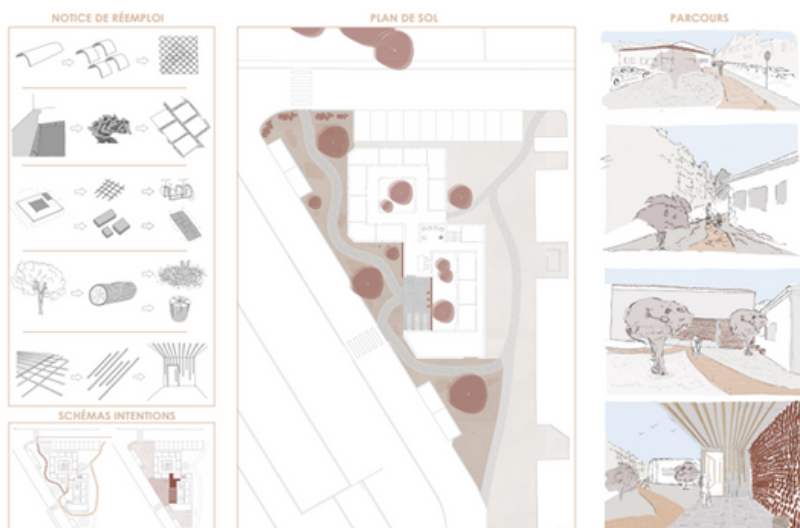 NOTICE DE RÉEMPLOI
PLAN DE SOL
PARCOURS
SCHÉMAS INTENTIONS